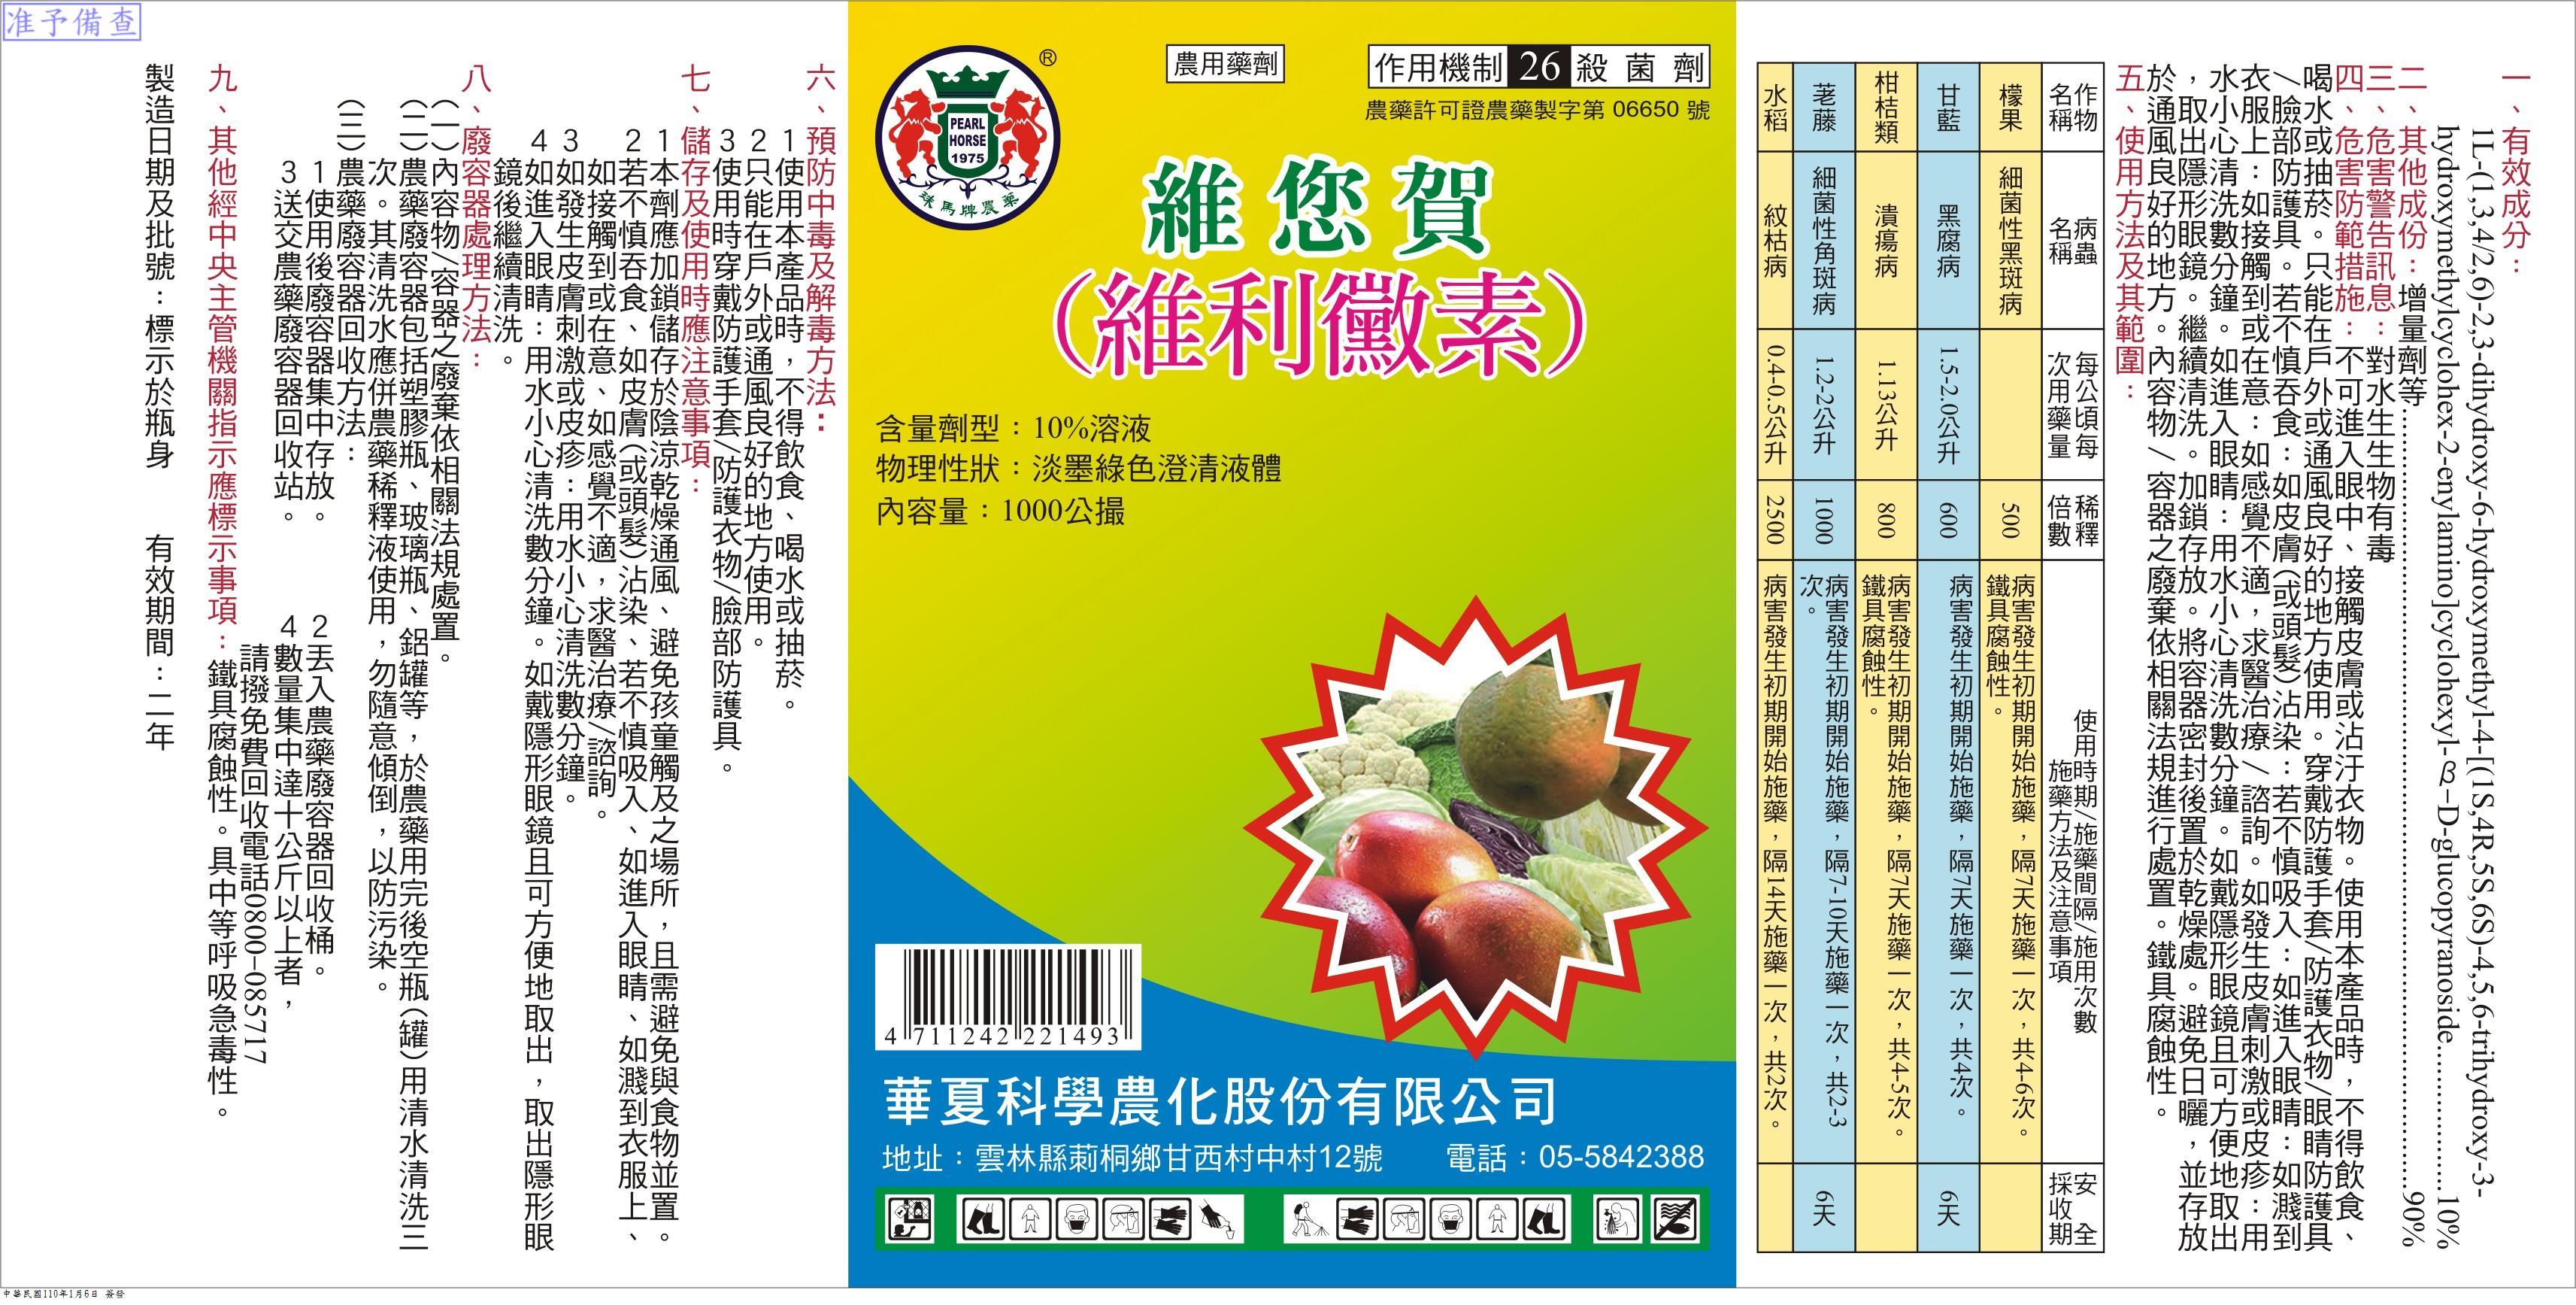 准予備查
一、有效成分：
1L-(1,3,4/2,6)-2,3-dihydroxy-6-hydroxymethyl-4-[(1S,4R,5S,6S)-4,5,6-trihydroxy-3-
hydroxymethylcyclohex-2-enylamino]cyclohexyl-β–D-glucopyranoside....................10%
二、其他成份：增量劑等................................................90%
三、危害警告訊息：對水生生物有毒
四、危害防範措施：不可進入眼中、接觸皮膚或沾汙衣物。使用本產品時，不得飲食、
喝水或抽菸。只能在戶外或通風良好的地方使用。穿戴防護手套/防護衣物/眼睛防護具
/臉部防護具。若不慎吞食：如皮膚（或頭髮）沾染：若不慎吸入：如進入眼睛：如濺到
衣服上：如接觸到或在意：如感覺不適，求醫治療／諮詢。如發生皮膚刺激或皮疹：用
水小心清洗數分鐘。如進入眼睛：用水小心清洗數分鐘。如戴隱形眼鏡且可方便地取出
，取出隱形眼鏡。繼續清洗。加鎖存放。將容器密封後置於乾燥處。避免日曬，並存放
於通風良好的地方。內容物／容器之廢棄依相關法規進行處置。鐵具腐蝕性。
五、使用方法及其範圍：
作物名稱 病蟲名稱 每公頃每次用藥量 稀釋倍數 使用時期/施藥間隔/施用次數 施藥方法及注意事項 安全採收期
檬果 細菌性黑斑病 500 病害發生初期開始施藥，隔7天施藥一次，共4-6次。鐵具腐蝕性。
甘藍 黑腐病 1.5-2.0公升 600 病害發生初期開始施藥，隔7天施藥一次，共4次。 6天
柑桔類 潰瘍病 1.13公升 800 病害發生初期開始施藥，隔7天施藥一次，共4-5次。鐵具腐蝕性。
荖藤 細菌性角斑病 1.2-2公升 1000 病害發生初期開始施藥，隔7-10天施藥一次，共2-3次。 6天
水稻 紋枯病 0.4-0.5公升 2500 病害發生初期開始施藥，隔14天施藥一次，共2次。
PEARL
HORSE
1975
珠馬牌農藥
®
農用藥劑
作用機制 26 殺菌劑
農藥許可證農藥製字第 06650 號
維您賀
（維利黴素）
含量劑型：10%溶液
物理性狀：淡墨綠色澄清液體
內容量：1000公撮
4 711242 221493
華夏科學農化股份有限公司
地址：雲林縣莿桐鄉甘西村中村12號 電話：05-5842388
六、預防中毒及解毒方法：
1使用本產品時，不得飲食、喝水或抽菸。
2只能在戶外或通風良好的地方使用。
3使用時穿戴防護手套/防護衣物/臉部防護具。
七、儲存及使用時應注意事項：
1本劑應加鎖儲存於陰涼乾燥通風、避免孩童觸及之場所，且需避免與食物並置。
2若不慎吞食、如皮膚（或頭髮）沾染、若不慎吸入、如進入眼睛、如濺到衣服上、
如接觸到或在意、如感覺不適，求醫治療/諮詢。
3如發生皮膚刺激或皮疹：用水小心清洗數分鐘。
4如進入眼睛：用水小心清洗數分鐘。如戴隱形眼鏡且可方便地取出，取出隱形眼
鏡後繼續清洗。
八、廢容器處理方法：
（一）內容物/容器之廢棄依相關法規處置。
（二）農藥廢容器包括塑膠瓶、玻璃瓶、鋁罐等，於農藥用完後空瓶（罐）用清水清洗三
次。其清洗水應併農藥稀釋液使用，勿隨意傾倒，以防污染。
（三）農藥廢容器回收方法：
1使用後廢容器集中存放。 2丟入農藥廢容器回收桶。
3送交農藥廢容器回收站。 4數量集中達十公斤以上者，
請撥免費回收電話0800–085717
九、其他經中央主管機關指示應標示事項：鐵具腐蝕性。具中等呼吸急毒性。
製造日期及批號：標示於瓶身 有效期間：二年
中華民國110年1月6日 簽發